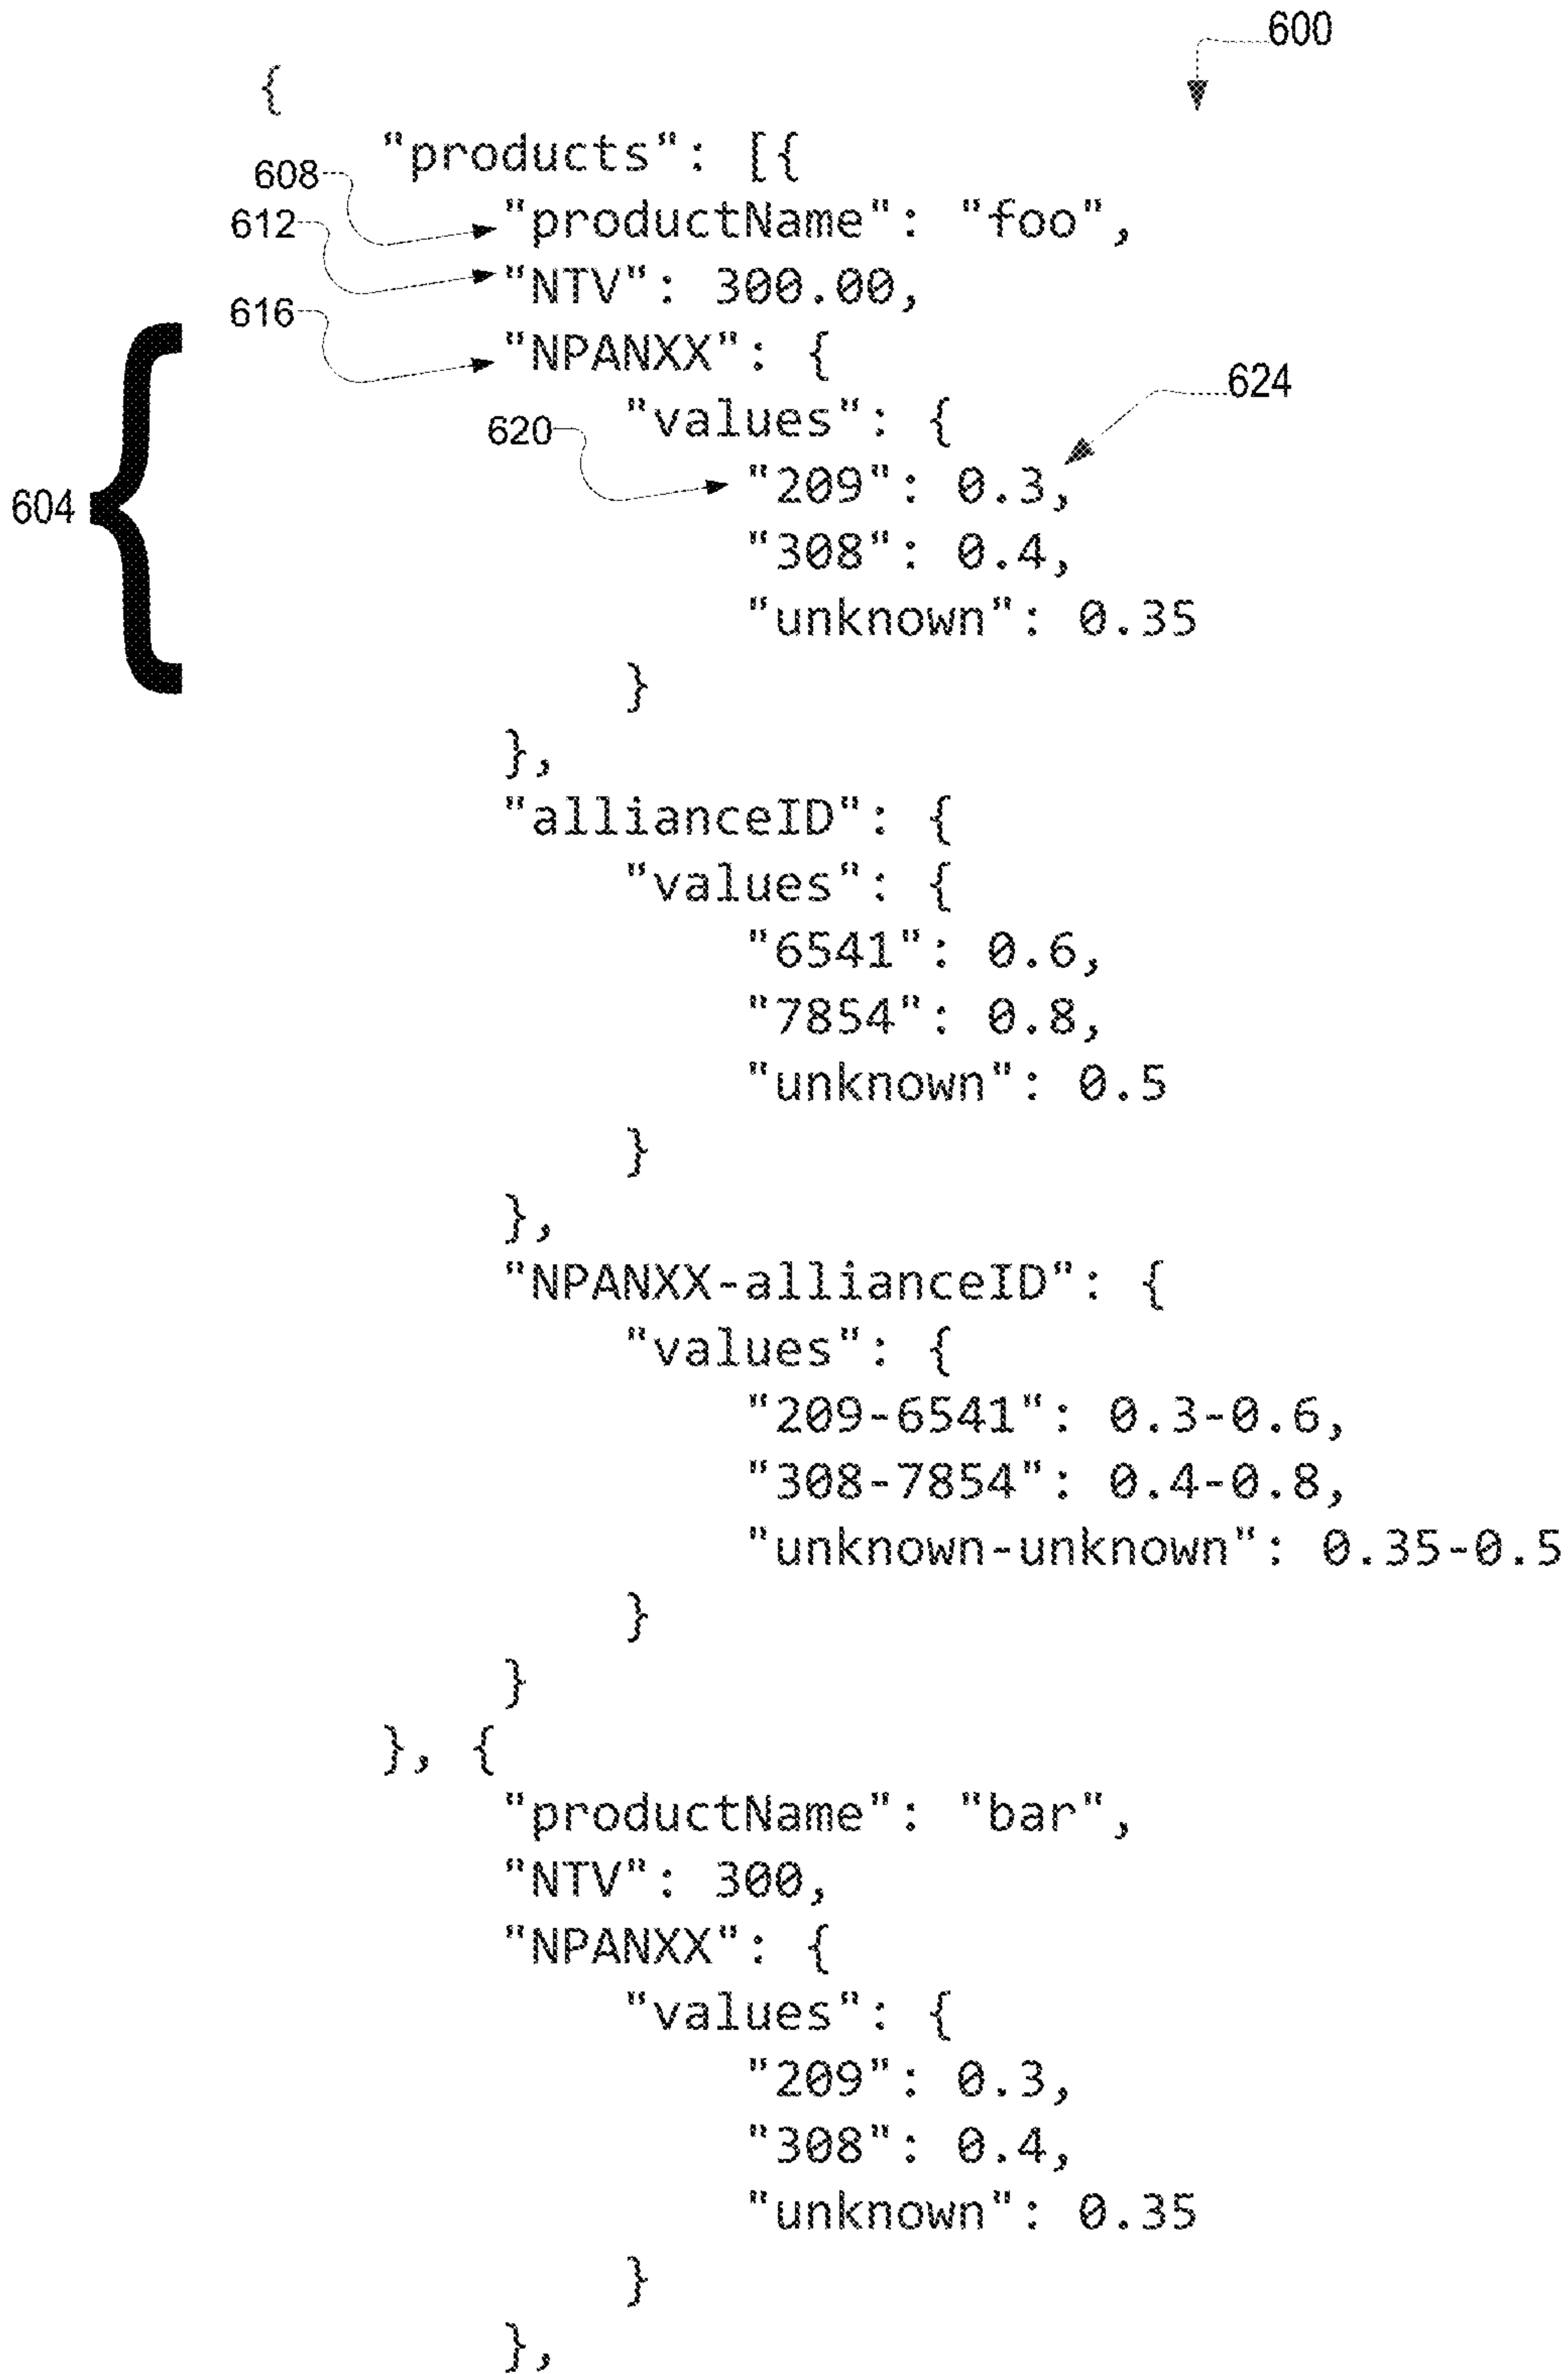 600
{
"products": [{
608
"productName": "foo",
612
"NTV": 300.00,
616
"NPANXX": {
624
"values": {
620
"209": 0.3,
604
"308": 0.4,
"unknown": 0.35
}
},
"allianceID": {
"values": {
"6541": 0.6,
"7854": 0.8,
"unknown": 0.5
}
},
"NPANXX-allianceID": {
"values": {
"209-6541": 0.3-0.6,
"308-7854": 0.4-0.8,
"unknown-unknown": 0.35-0.5
}
}
}, {
"productName": "bar",
"NTV": 300,
"NPANXX": {
"values": {
"209": 0.3,
"308": 0.4,
"unknown": 0.35
}
},